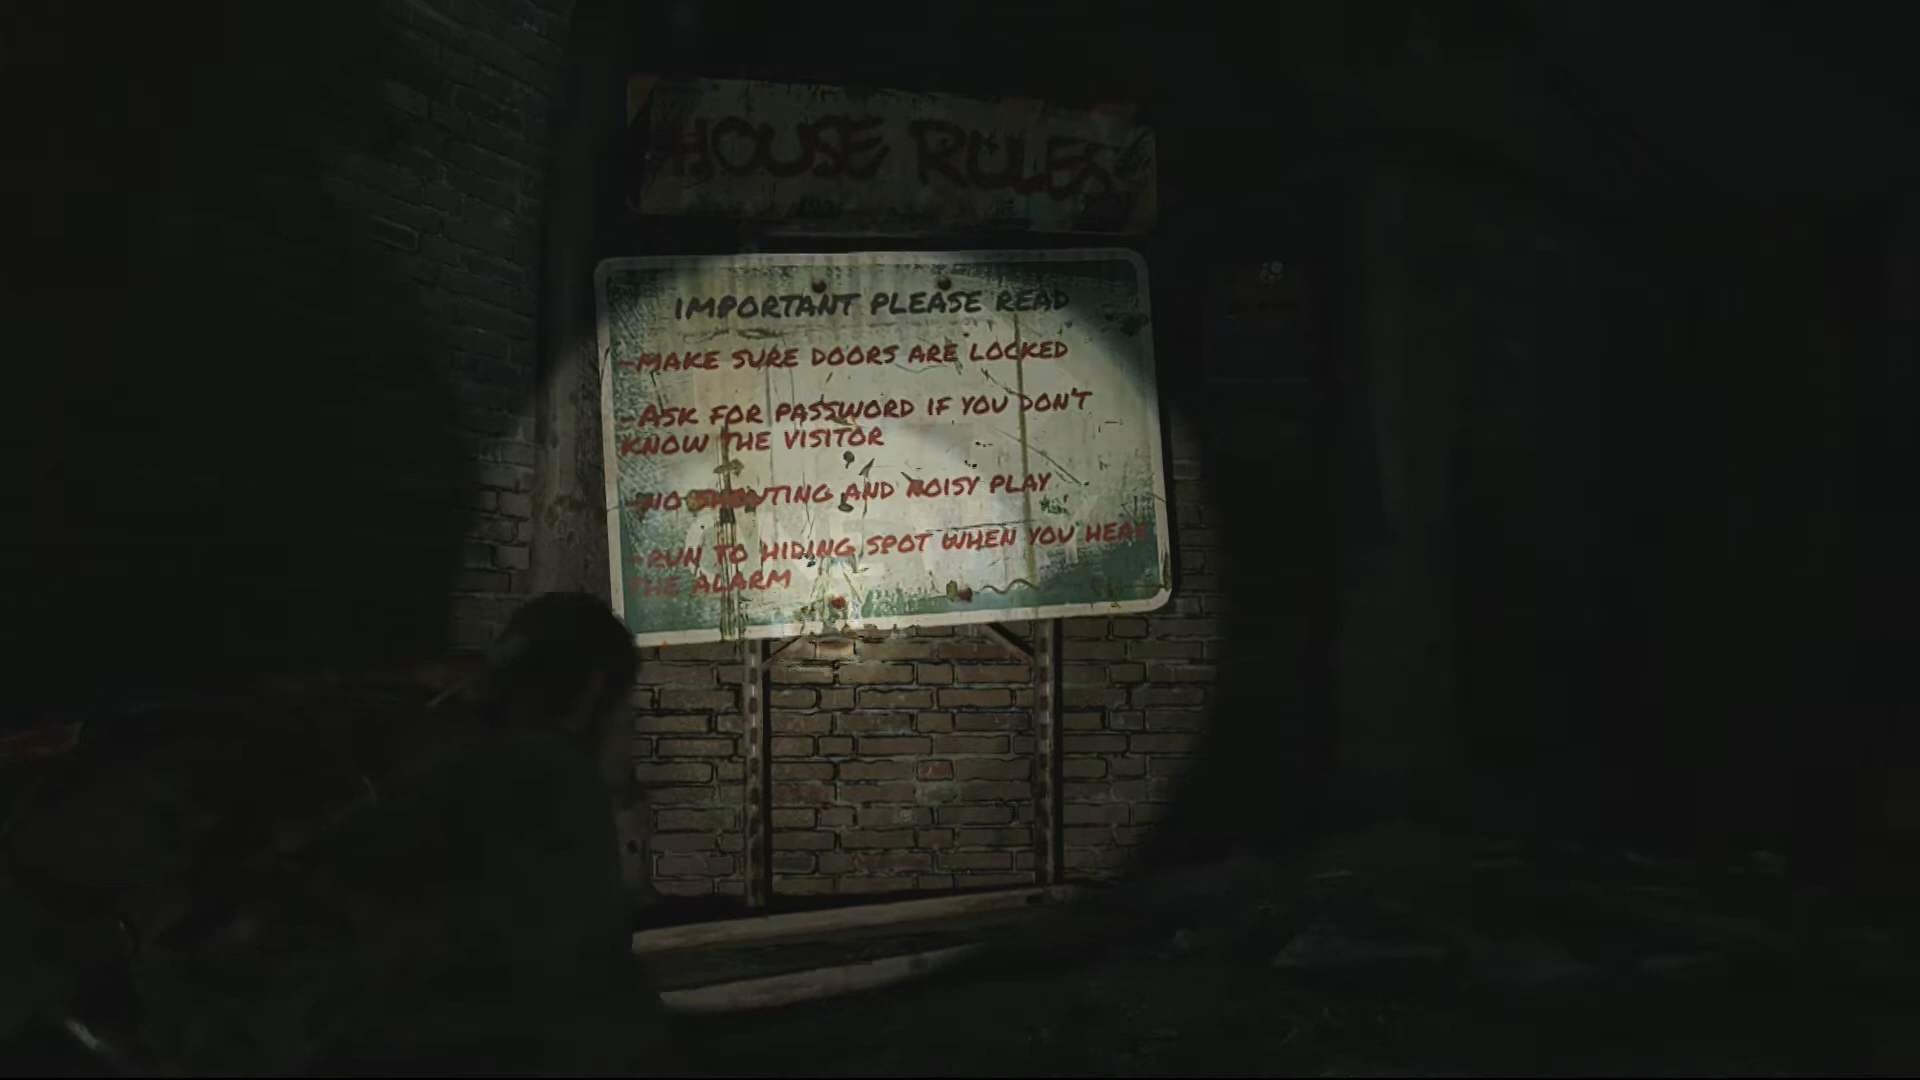 HOUSE RULES
IMPORTANT PLEASE READ
-MAKE SURE DOORS ARE LOCKED
-ASK FOR PASSWORD IF YOU DON'T
KNOW THE VISITOR
-NO SHOUTING AND NOISY PLAY
-RUN TO HIDING SPOT WHEN YOU HERE
THE ALARM